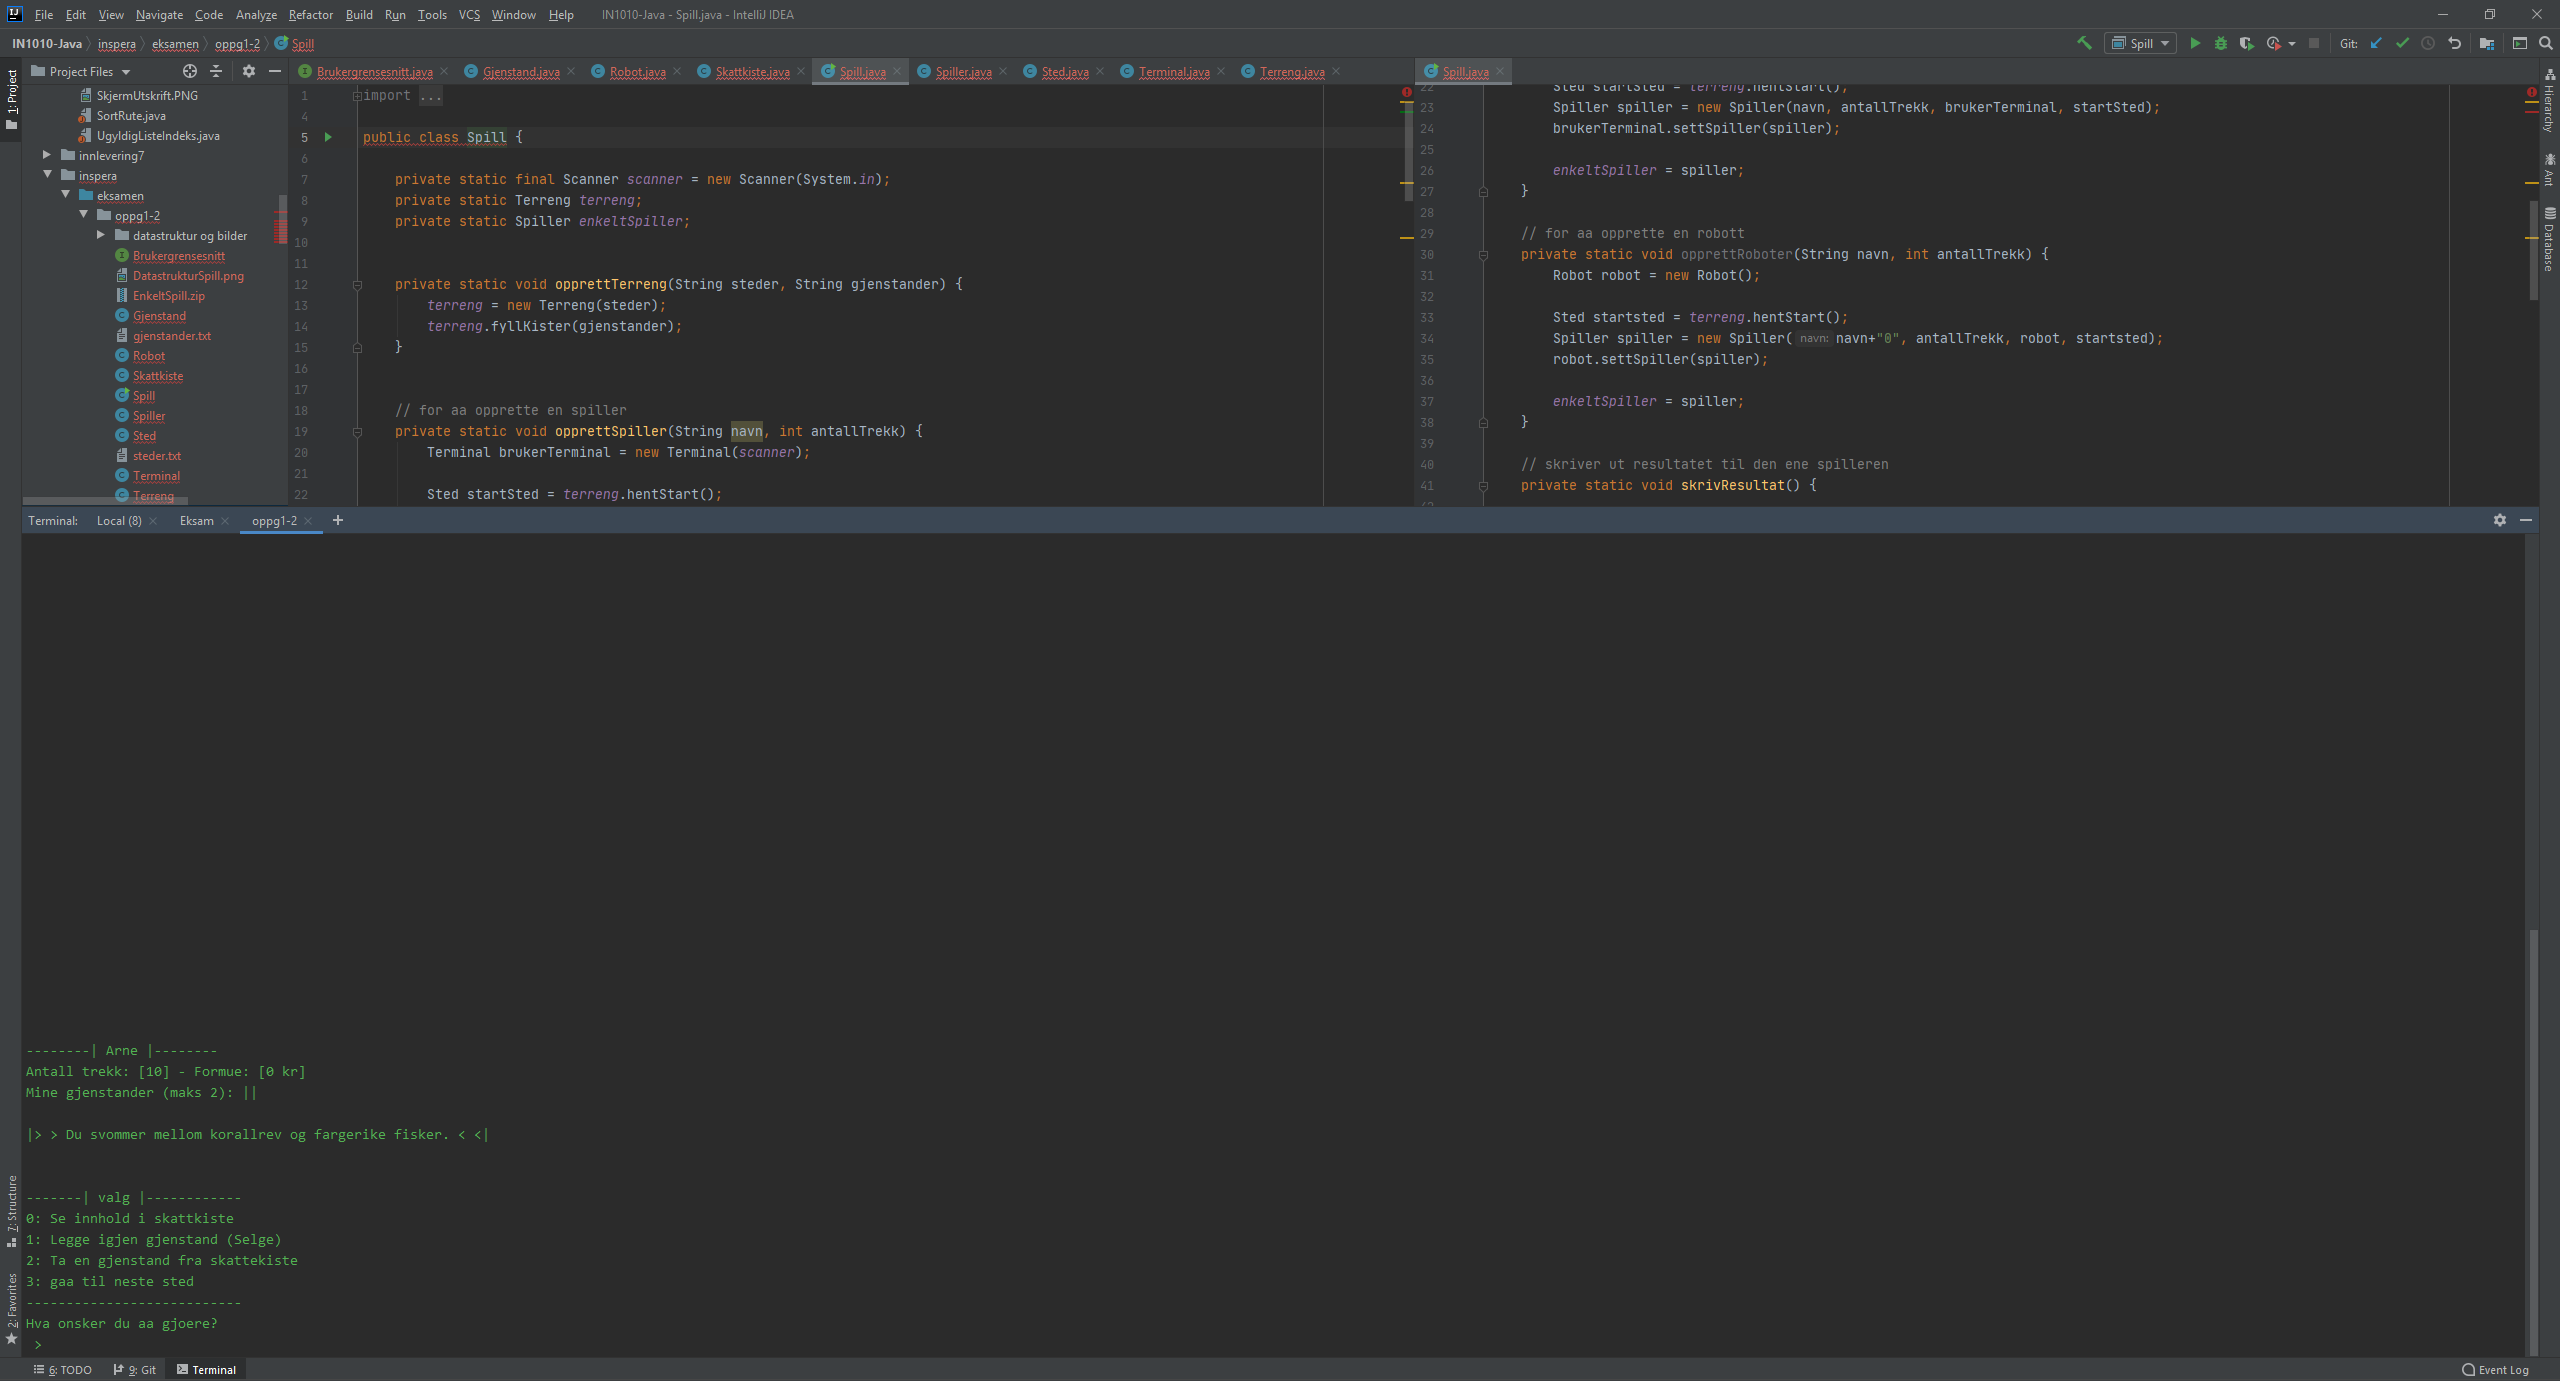 File Edit View Navigate Code Analyze Refactor Build Run Tools VCS Window Help IN1010-Java - Spill.java - IntelliJ IDEA
IN1010-Java inspera eksamen oppg1-2 Spill
Spill Git:
1: Project
Project Files
SkjermUtskrift.PNG
SortRute.java
UgyldigListeIndeks.java
innlevering7
inspera
eksamen
oppg1-2
datastruktur og bilder
Brukergrensesnitt
DatastrukturSpill.png
EnkeltSpill.zip
Gjenstand
gjenstander.txt
Robot
Skattkiste
Spill
Spiller
Sted
steder.txt
Terminal
Terreng
Brukergrensesnitt.java Gjenstand.java Robot.java Skattkiste.java Spill.java Spiller.java Sted.java Terminal.java Terreng.java
1 import ...
4
5 public class Spill {
6
7 private static final Scanner scanner = new Scanner(System.in);
8 private static Terreng terreng;
9 private static Spiller enkeltSpiller;
10
11
12 private static void opprettTerreng(String steder, String gjenstander) {
13 terreng = new Terreng(steder);
14 terreng.fyllKister(gjenstander);
15 }
16
17
18 // for aa opprette en spiller
19 private static void opprettSpiller(String navn, int antallTrekk) {
20 Terminal brukerTerminal = new Terminal(scanner);
21
22 Sted startSted = terreng.hentStart();
Spill.java
22 Sted startSted = terreng.hentStart();
23 Spiller spiller = new Spiller(navn, antallTrekk, brukerTerminal, startSted);
24 brukerTerminal.settSpiller(spiller);
25
26 enkeltSpiller = spiller;
27 }
28
29 // for aa opprette en robott
30 private static void opprettRoboter(String navn, int antallTrekk) {
31 Robot robot = new Robot();
32
33 Sted startsted = terreng.hentStart();
34 Spiller spiller = new Spiller( navn: navn+"0", antallTrekk, robot, startsted);
35 robot.settSpiller(spiller);
36
37 enkeltSpiller = spiller;
38 }
39
40 // skriver ut resultatet til den ene spilleren
41 private static void skrivResultat() {
Hierarchy
Ant
Database
Terminal: Local (8) Eksam oppg1-2 +
--------| Arne |--------
Antall trekk: [10] - Formue: [0 kr]
Mine gjenstander (maks 2): ||
|> > Du svommer mellom korallrev og fargerike fisker. < <|
-------| valg |------------
0: Se innhold i skattkiste
1: Legge igjen gjenstand (Selge)
2: Ta en gjenstand fra skattekiste
3: gaa til neste sted
---------------------------
Hva onsker du aa gjoere?
>
7: Structure
2: Favorites
6: TODO 9: Git Terminal Event Log